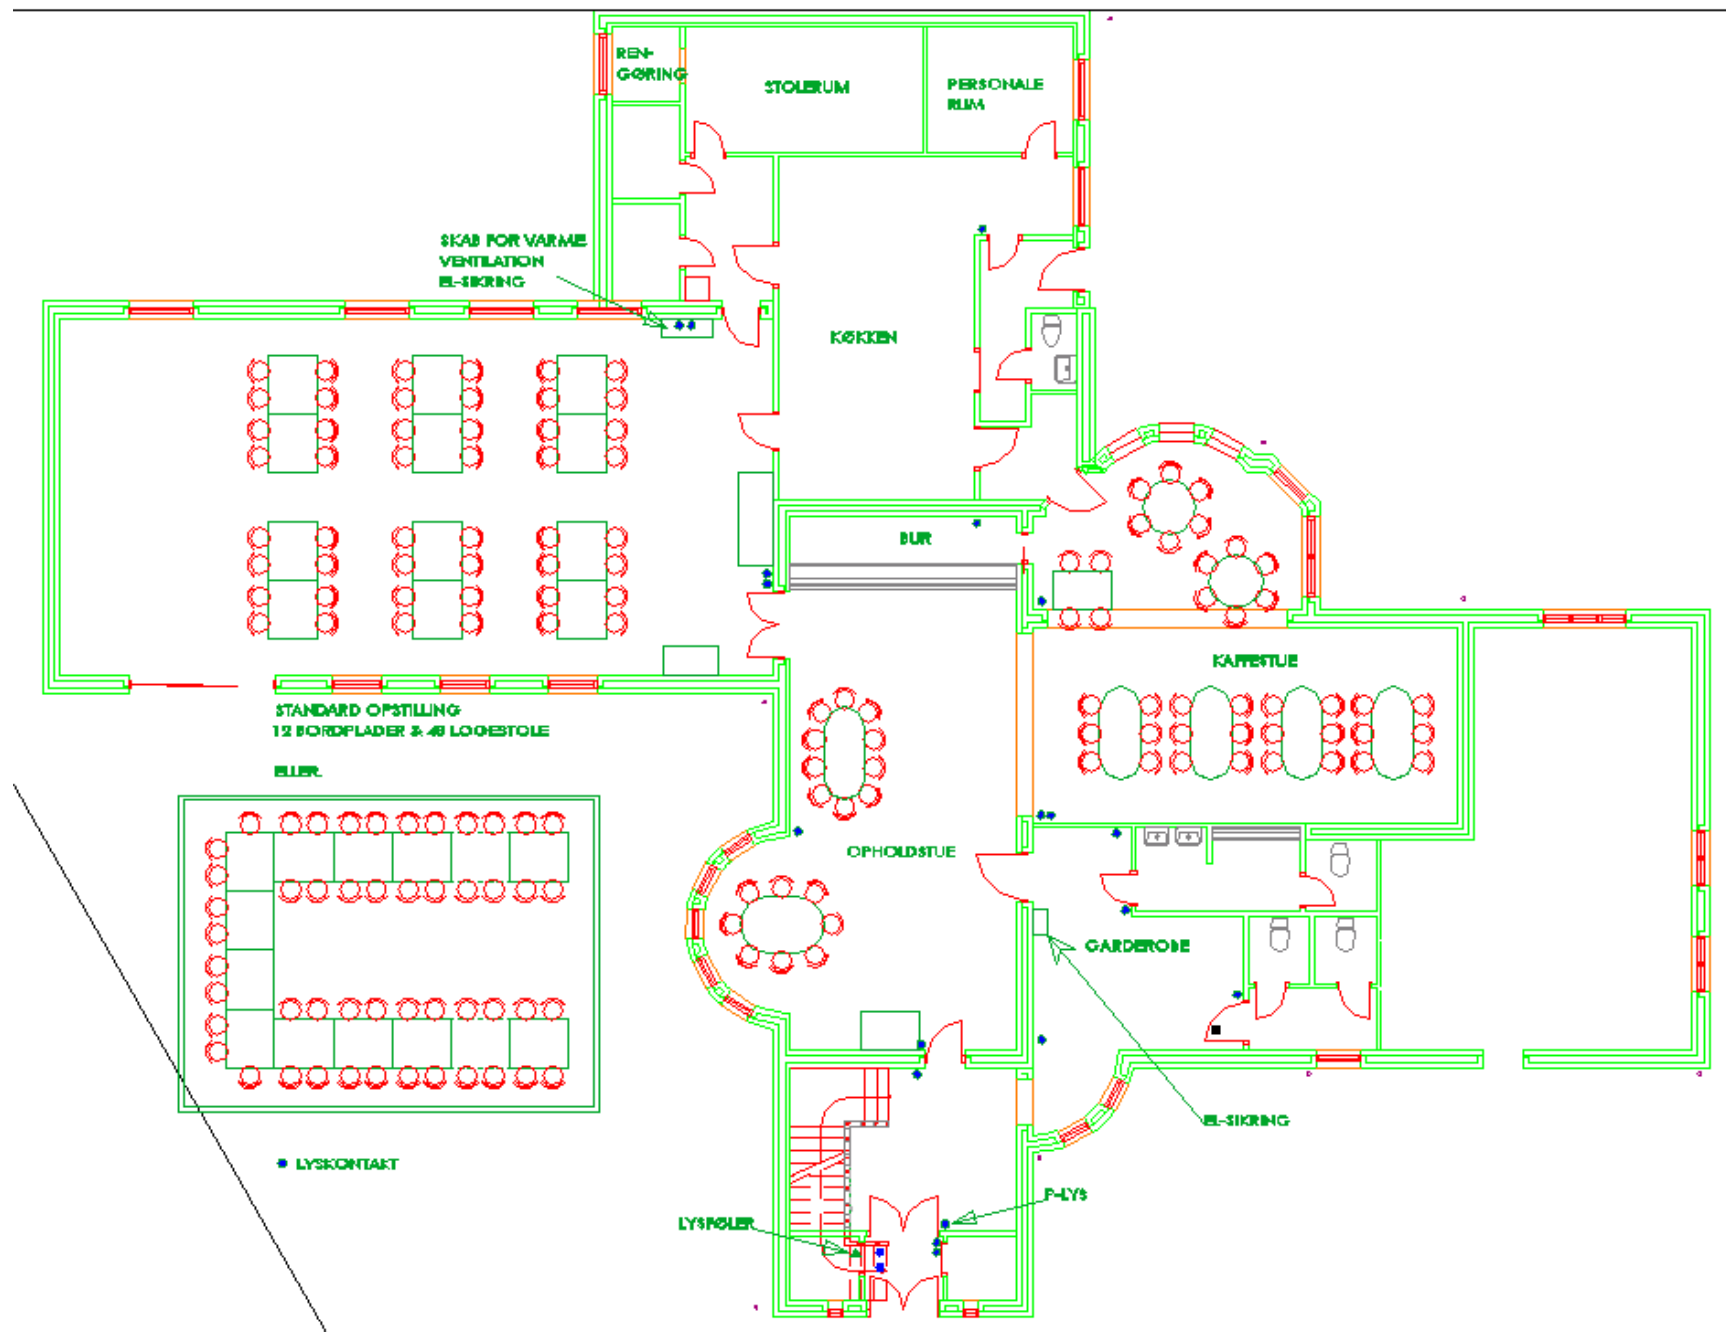 REN-
GØRING
STOLERUM
PERSONALE
RUM
SKAB FOR VARME
VENTILATION
EL-SIKRING
KØKKEN
BUR
KAFFESTUE
STANDARD OPSTILLING
12 BORDPLADER & 48 LOGESTOLE
ELLER.
OPHOLDSTUE
GARDEROBE
EL-SIKRING
LYSKONTAKT
P-LYS
LYSFØLER